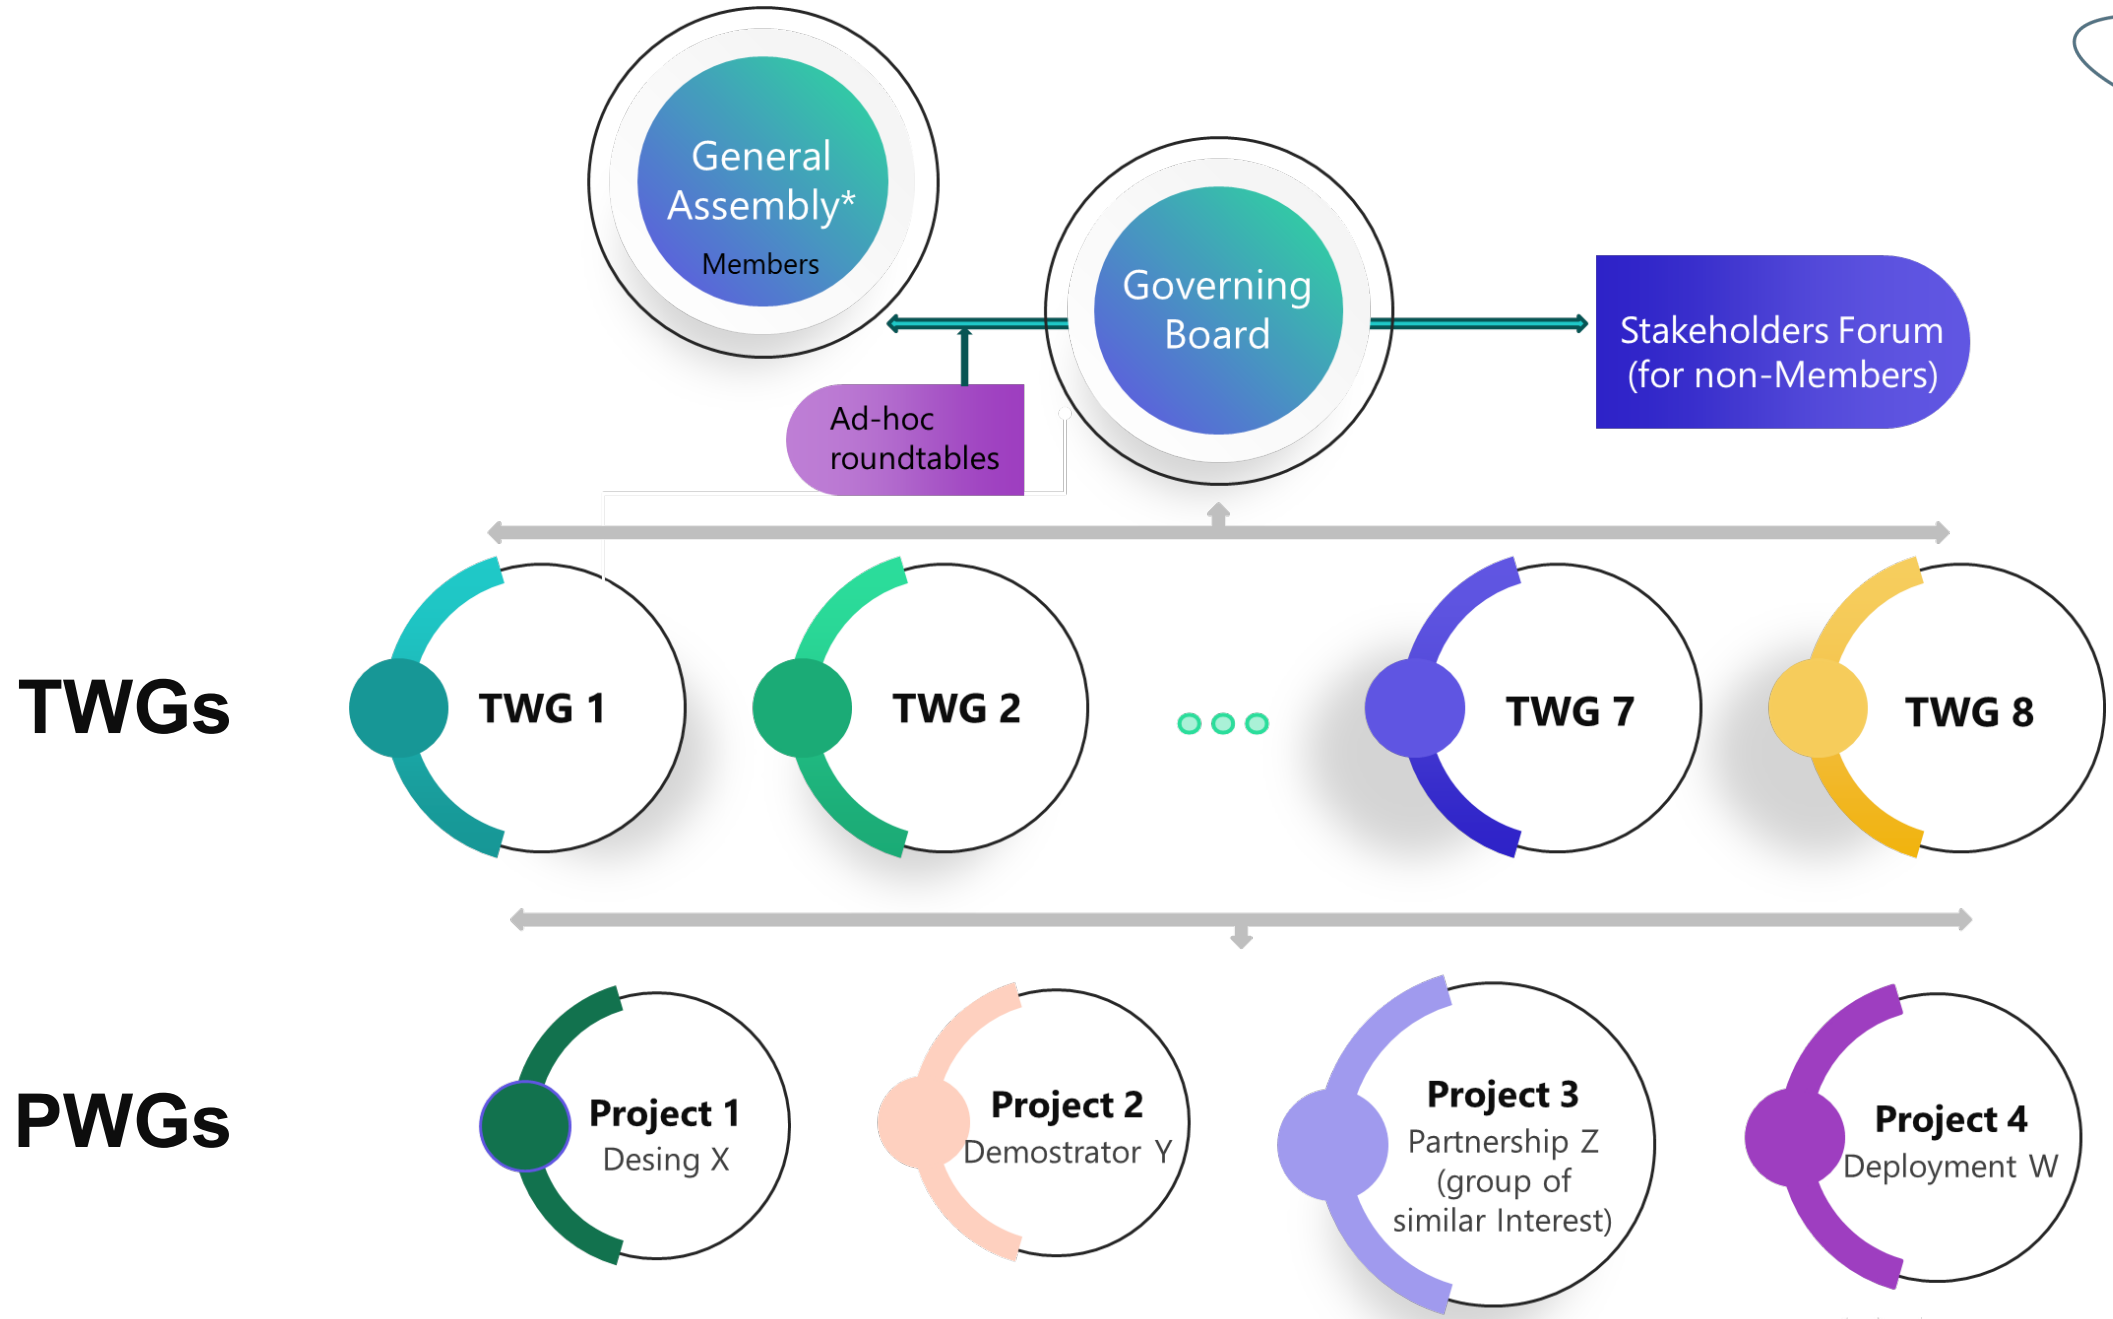 General
Assembly*
Members
Governing
Board
Stakeholders Forum
(for non-Members)
Ad-hoc
roundtables
TWGs
TWG 1
TWG 2
TWG 7
TWG 8
PWGs
Project 1
Desing X
Project 2
Demostrator Y
Project 3
Partnership Z
(group of
similar Interest)
Project 4
Deployment W